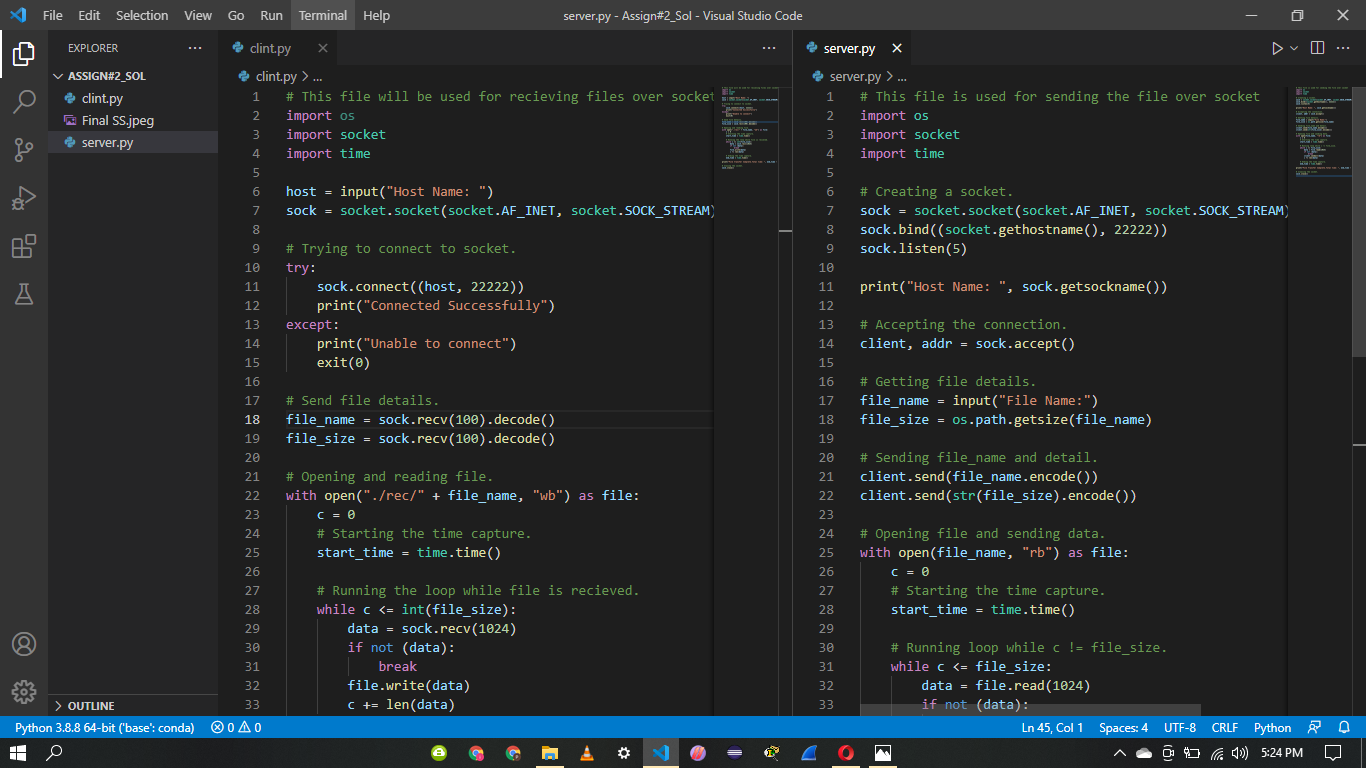 File Edit Selection View Go Run Terminal Help
server.py - Assign#2_Sol - Visual Studio Code
EXPLORER
ASSIGN#2_SOL
clint.py
Final SS.jpeg
server.py
OUTLINE
clint.py
clint.py > ...
1 # This file will be used for recieving files over socket
2 import os
3 import socket
4 import time
5
6 host = input("Host Name: ")
7 sock = socket.socket(socket.AF_INET, socket.SOCK_STREAM)
8
9 # Trying to connect to socket.
10 try:
11     sock.connect((host, 22222))
12     print("Connected Successfully")
13 except:
14     print("Unable to connect")
15     exit(0)
16
17 # Send file details.
18 file_name = sock.recv(100).decode()
19 file_size = sock.recv(100).decode()
20
21 # Opening and reading file.
22 with open("./rec/" + file_name, "wb") as file:
23     c = 0
24     # Starting the time capture.
25     start_time = time.time()
26
27     # Running the loop while file is recieved.
28     while c <= int(file_size):
29         data = sock.recv(1024)
30         if not (data):
31             break
32         file.write(data)
33         c += len(data)
server.py
server.py > ...
1 # This file is used for sending the file over socket
2 import os
3 import socket
4 import time
5
6 # Creating a socket.
7 sock = socket.socket(socket.AF_INET, socket.SOCK_STREAM)
8 sock.bind((socket.gethostname(), 22222))
9 sock.listen(5)
10
11 print("Host Name: ", sock.getsockname())
12
13 # Accepting the connection.
14 client, addr = sock.accept()
15
16 # Getting file details.
17 file_name = input("File Name:")
18 file_size = os.path.getsize(file_name)
19
20 # Sending file_name and detail.
21 client.send(file_name.encode())
22 client.send(str(file_size).encode())
23
24 # Opening file and sending data.
25 with open(file_name, "rb") as file:
26     c = 0
27     # Starting the time capture.
28     start_time = time.time()
29
30     # Running loop while c != file_size.
31     while c <= file_size:
32         data = file.read(1024)
33         if not (data):
Python 3.8.8 64-bit ('base': conda) 0 0 Ln 45, Col 1 Spaces: 4 UTF-8 CRLF Python
5:24 PM